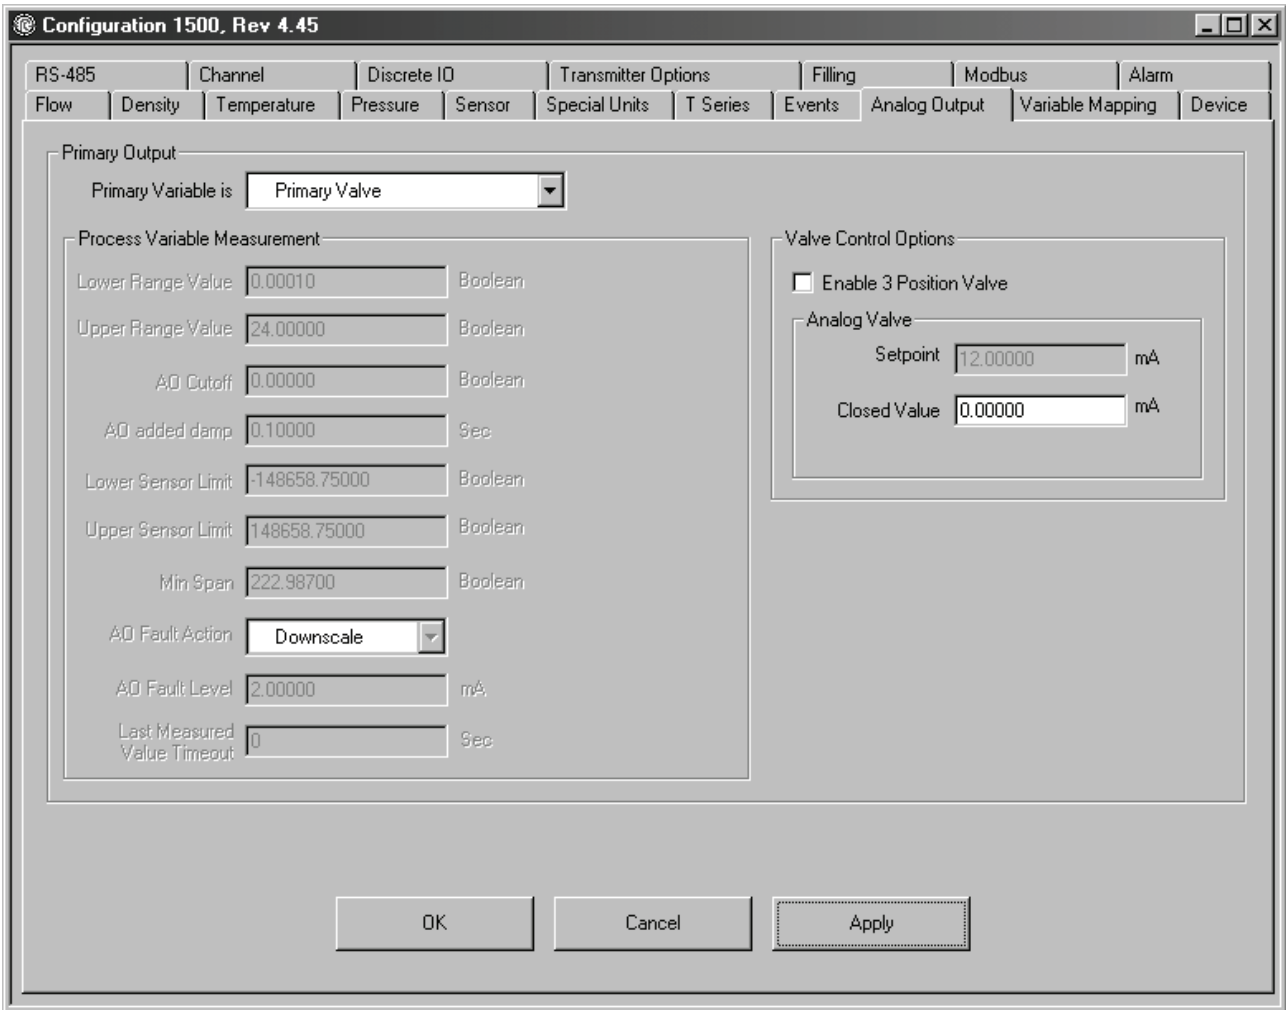 Configuration 1500, Rev 4.45
RS-485 Channel Discrete IO Transmitter Options Filling Modbus Alarm
Flow Density Temperature Pressure Sensor Special Units T Series Events Analog Output Variable Mapping Device
Primary Output
Primary Variable is Primary Valve
Process Variable Measurement
Lower Range Value 0.00010 Boolean
Upper Range Value 24.00000 Boolean
AO Cutoff 0.00000 Boolean
AO added damp 0.10000 Sec
Lower Sensor Limit -148658.75000 Boolean
Upper Sensor Limit 148658.75000 Boolean
Min Span 222.98700 Boolean
AO Fault Action Downscale
AO Fault Level 2.00000 mA
Last Measured
Value Timeout 0 Sec
Valve Control Options
Enable 3 Position Valve
Analog Valve
Setpoint 12.00000 mA
Closed Value 0.00000 mA
OK Cancel Apply